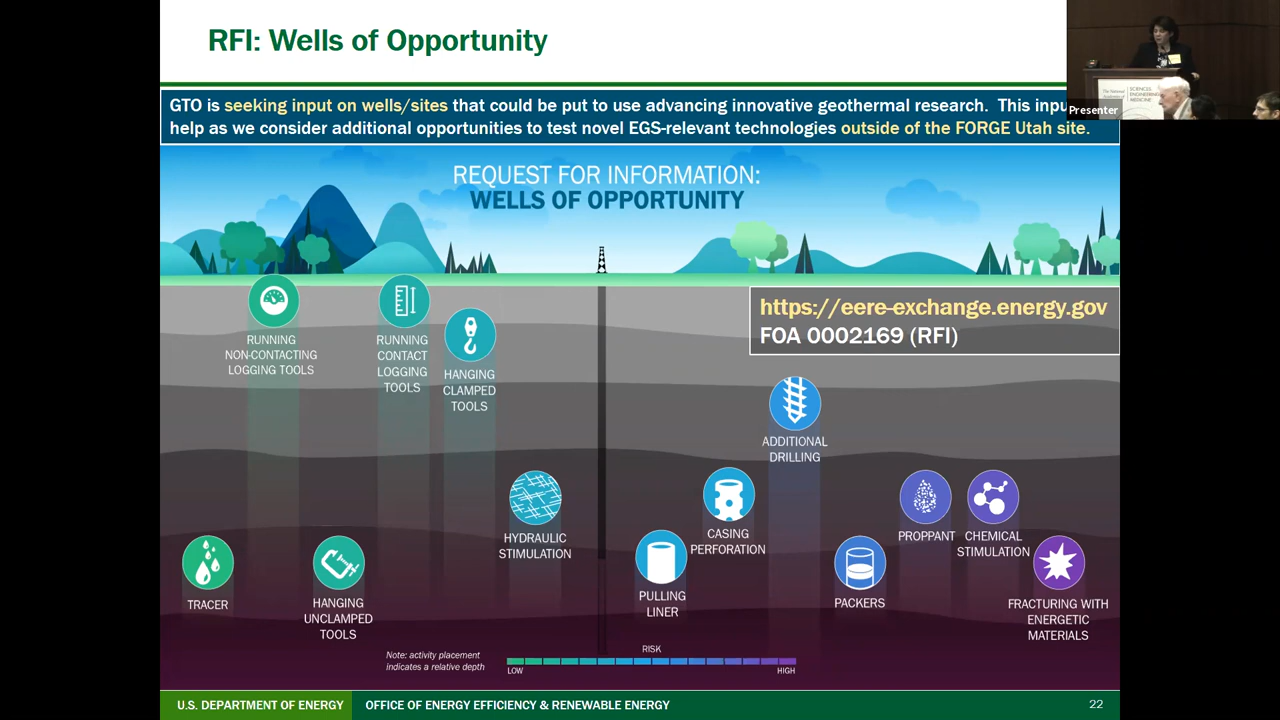 RFI: Wells of Opportunity
GTO is seeking input on wells/sites that could be put to use advancing innovative geothermal research. This
help as we consider additional opportunities to test novel EGS-relevant technologies outside of the FORGE Utah site.
Presenter
REQUEST FOR INFORMATION:
WELLS OF OPPORTUNITY
https://eere-exchange.energy.gov
FOA 0002169 (RFI)
RUNNING
NON-CONTACTING
LOGGING TOOLS
RUNNING
CONTACT
LOGGING
TOOLS
HANGING
CLAMPED
TOOLS
ADDITIONAL
DRILLING
HYDRAULIC
STIMULATION
CASING
PERFORATION
PROPPANT
CHEMICAL
STIMULATION
TRACER
HANGING
UNCLAMPED
TOOLS
PULLING
LINER
PACKERS
FRACTURING WITH
ENERGETIC
MATERIALS
Note: activity placement
indicates a relative depth
RISK
LOW
HIGH
U.S. DEPARTMENT OF ENERGY
OFFICE OF ENERGY EFFICIENCY & RENEWABLE ENERGY
22